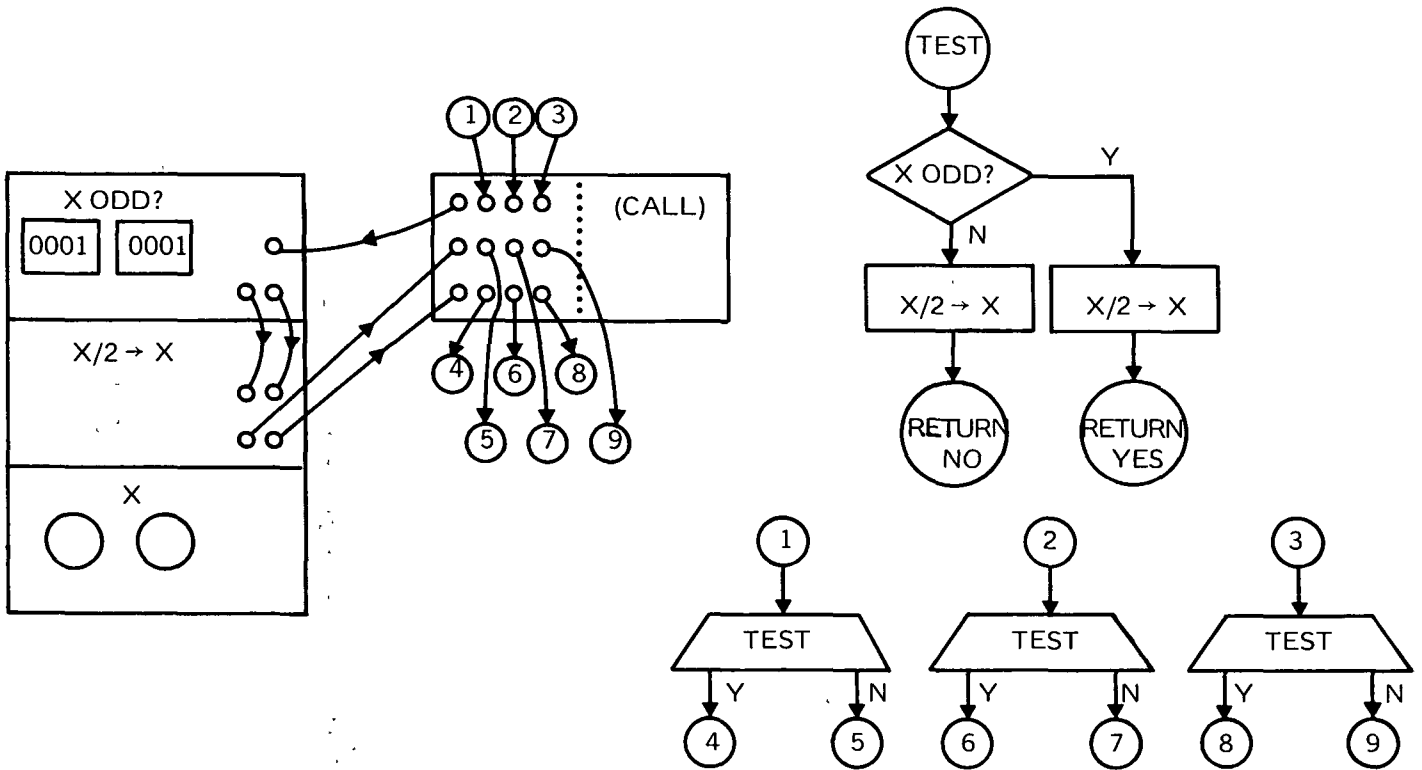 X ODD?
0001 0001
X/2 → X
X
1 2 3
(CALL)
4 6 8
5 7 9
TEST
X ODD?
Y
N
X/2 → X
X/2 → X
RETURN
NO
RETURN
YES
1
TEST
Y N
4 5
2
TEST
Y N
6 7
3
TEST
Y N
8 9